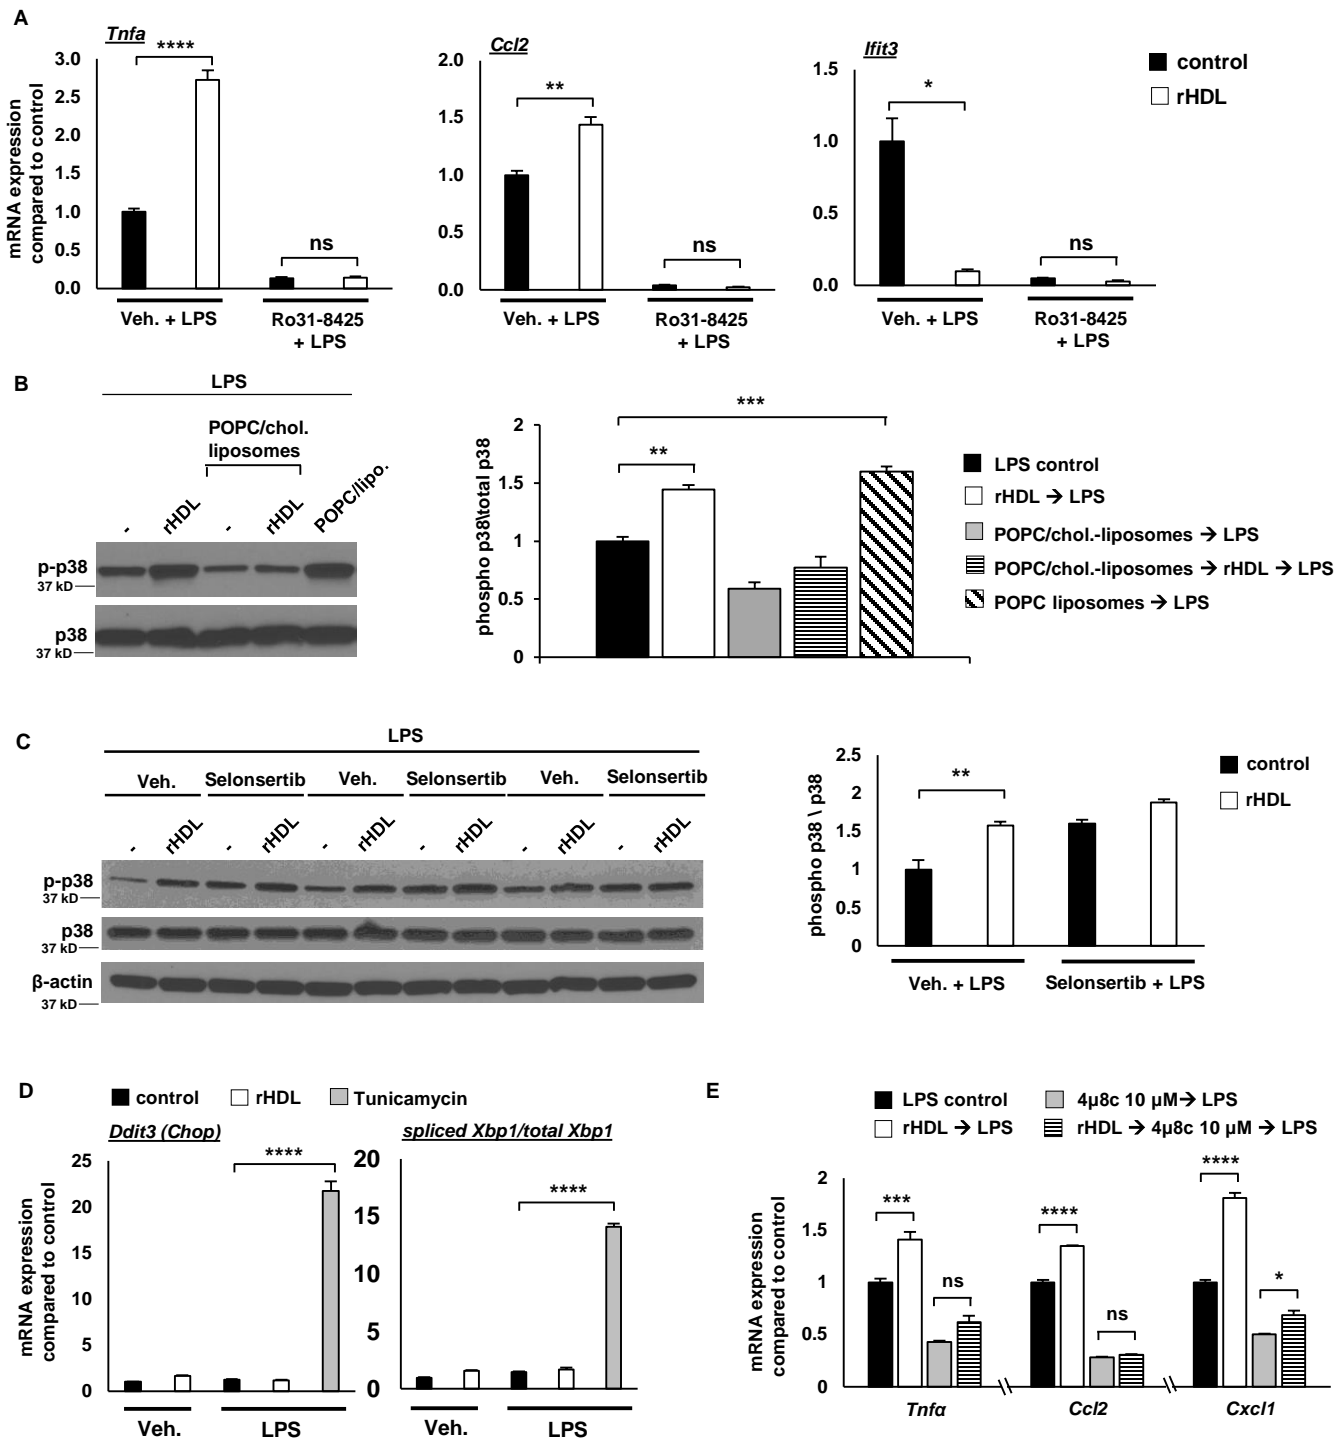 A
Tnfa
Ccl2
Ifit3
control
rHDL
mRNA expression
compared to control
3.0
2.5
2.0
1.5
1.0
0.5
0.0
****
ns
Veh. + LPS
Ro31-8425
+ LPS
2.0
1.5
1.0
0.5
0.0
**
ns
Veh. + LPS
Ro31-8425
+ LPS
1.5
1.0
0.5
0.0
*
ns
Veh. + LPS
Ro31-8425
+ LPS
B
LPS
POPC/chol.
liposomes
-
rHDL
-
rHDL
POPC/lipo.
p-p38
37 kD
p38
37 kD
phospho p38\total p38
2
1.5
1
0.5
0
**
***
LPS control
rHDL → LPS
POPC/chol.-liposomes → LPS
POPC/chol.-liposomes → rHDL → LPS
POPC liposomes → LPS
C
LPS
Veh. Selonsertib Veh. Selonsertib Veh. Selonsertib
- rHDL - rHDL - rHDL - rHDL - rHDL - rHDL
p-p38
37 kD
p38
37 kD
β-actin
37 kD
phospho p38 \ p38
2.5
2
1.5
1
0.5
0
**
Veh. + LPS
Selonsertib + LPS
control
rHDL
D
control
rHDL
Tunicamycin
Ddit3 (Chop)
mRNA expression
compared to control
25
20
15
10
5
0
****
Veh.
LPS
spliced Xbp1/total Xbp1
20
15
10
5
0
****
Veh.
LPS
E
LPS control
rHDL → LPS
4μ8c 10 μM→ LPS
rHDL → 4μ8c 10 μM → LPS
mRNA expression
compared to control
2
1.5
1
0.5
0
***
ns
****
ns
****
*
Tnfα
Ccl2
Cxcl1